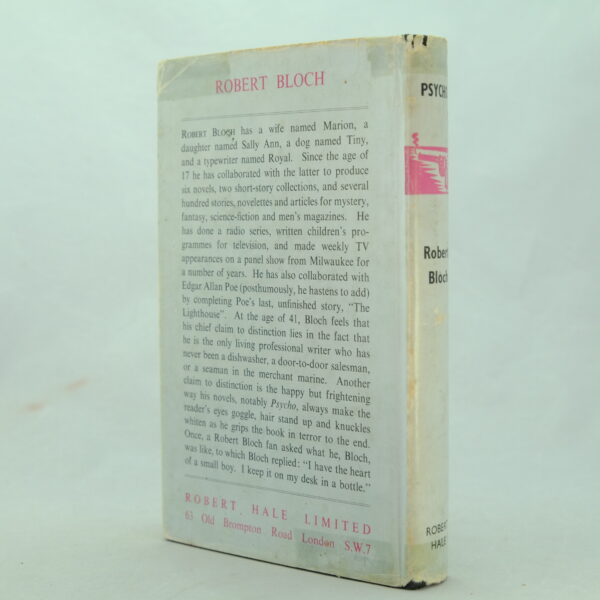 ROBERT BLOCH
ROBERT BLOCH has a wife named Marion, a
daughter named Sally Ann, a dog named Tiny,
and a typewriter named Royal. Since the age of
17 he has collaborated with the latter to produce
six novels, two short-story collections, and several
hundred stories, novelettes and articles for mystery,
fantasy, science-fiction and men's magazines. He
has done a radio series, written children's pro-
grammes for television, and made weekly TV
appearances on a panel show from Milwaukee for
a number of years. He has also collaborated with
Edgar Allan Poe (posthumously, he hastens to add)
by completing Poe's last, unfinished story, "The
Lighthouse". At the age of 41, Bloch feels that
his chief claim to distinction lies in the fact that
he is the only living professional writer who has
never been a dishwasher, a door-to-door salesman,
or a seaman in the merchant marine. Another
claim to distinction is the happy but frightening
way his novels, notably Psycho, always make the
reader's eyes goggle, hair stand up and knuckles
whiten as he grips the book in terror to the end.
Once, a Robert Bloch fan asked what he, Bloch,
was like, to which Bloch replied: "I have the heart
of a small boy. I keep it on my desk in a bottle."
ROBERT HALE LIMITED
63 Old Brompton Road London S.W.7
PSYCHO
Robert
Bloch
ROBERT
HALE